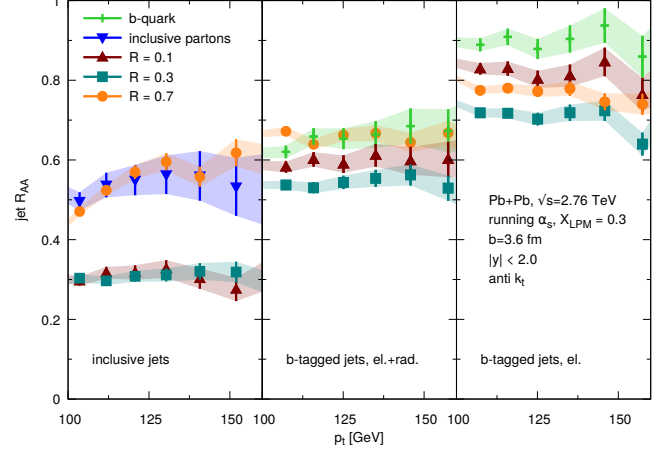 b-quark
inclusive partons
R = 0.1
R = 0.3
R = 0.7
jet R_AA
1
0.8
0.6
0.4
0.2
0
inclusive jets
b-tagged jets, el.+rad.
b-tagged jets, el.
Pb+Pb, √s=2.76 TeV
running α_s, X_LPM = 0.3
b=3.6 fm
|y| < 2.0
anti k_t
100 125 150 100 125 150 100 125 150
p_t [GeV]